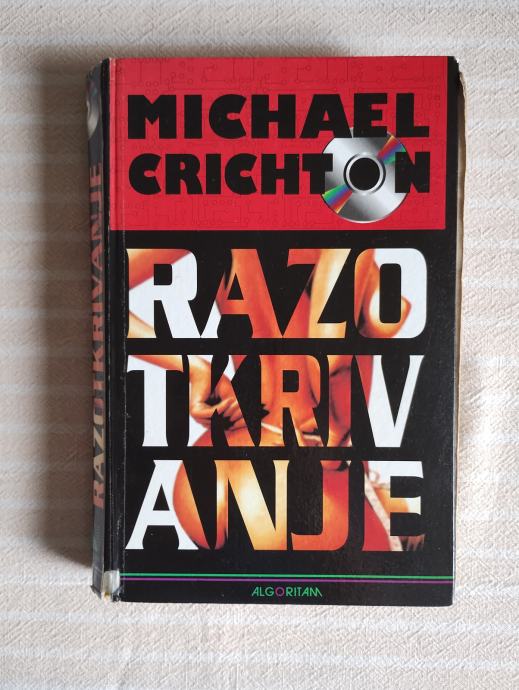 MICHAEL
CRICHTON
RAZO
TKRIV
ANJE
ALGORITAM
RAZOTKRIVANJE